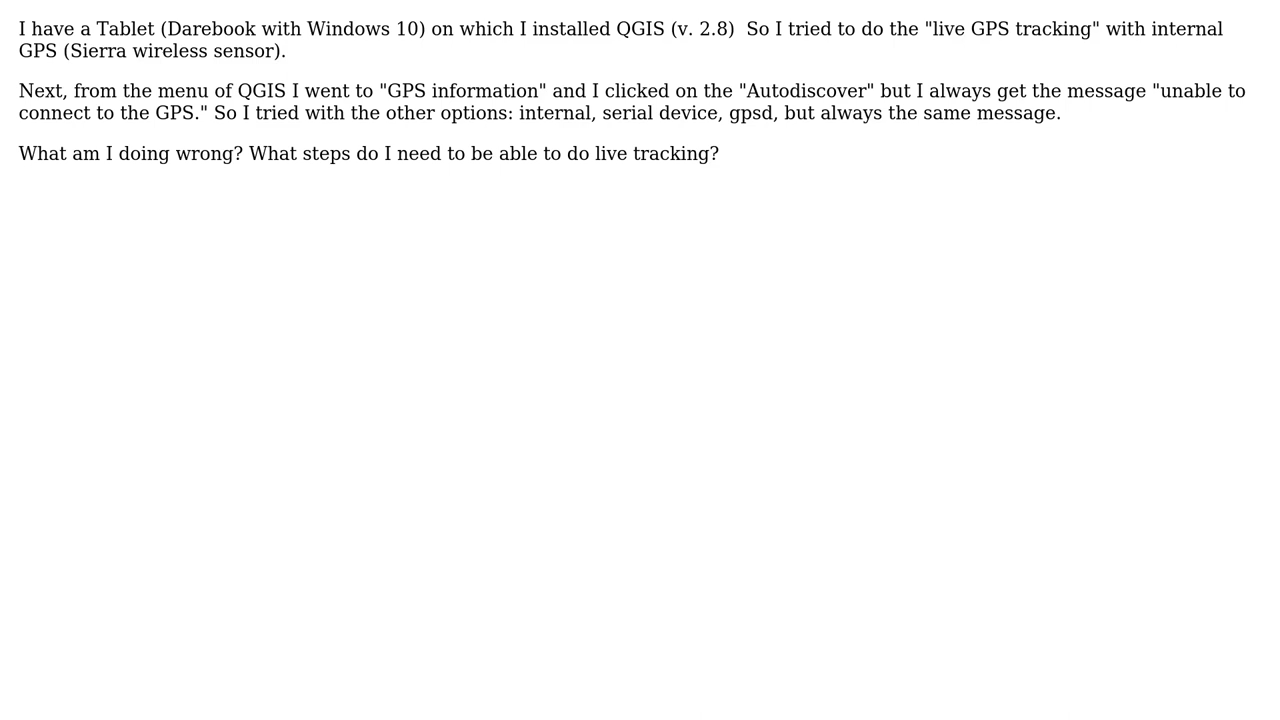 I have a Tablet (Darebook with Windows 10) on which I installed QGIS (v. 2.8)  So I tried to do the "live GPS tracking" with internal
GPS (Sierra wireless sensor).
Next, from the menu of QGIS I went to "GPS information" and I clicked on the "Autodiscover" but I always get the message "unable to
connect to the GPS." So I tried with the other options: internal, serial device, gpsd, but always the same message.
What am I doing wrong? What steps do I need to be able to do live tracking?